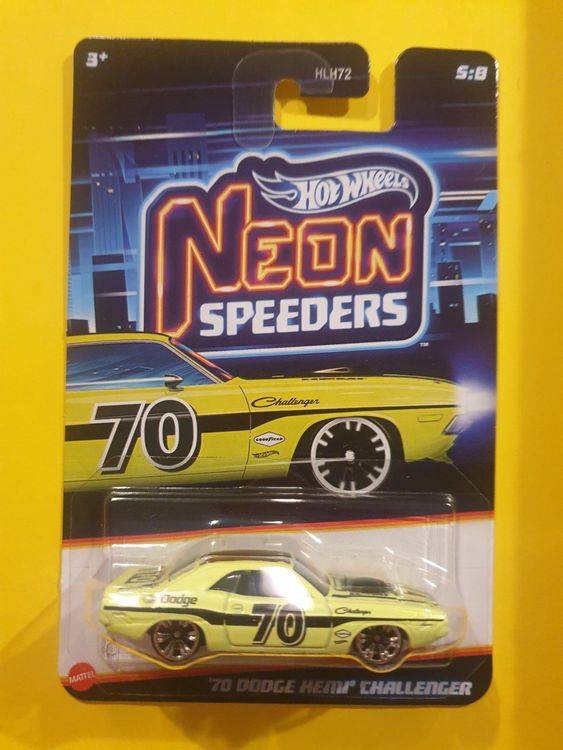 3+
HLH72
5:8
Hot Wheels
NEON
SPEEDERS
™
Challenger
70
GOODYEAR
Dodge
70
Challenger
MATTEL
'70 DODGE HEMI® CHALLENGER